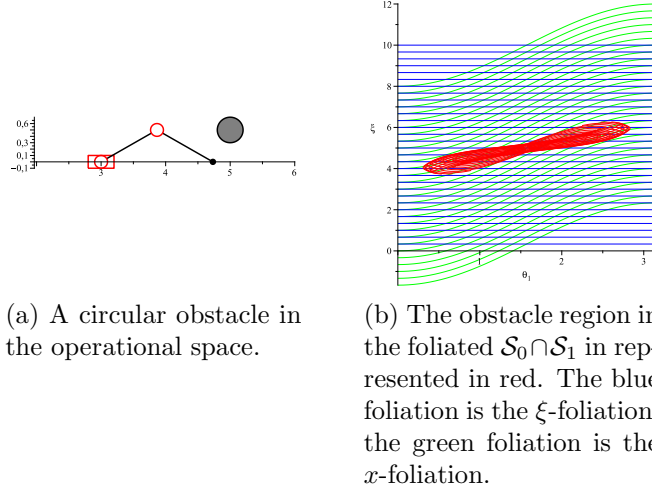 0,6
0,3
0,1
-0,1
3
4
5
6
12
10
8
ξ
6
4
2
0
1
2
3
θ1
(a) A circular obstacle in
the operational space.
(b) The obstacle region in
the foliated 𝒮0∩𝒮1 in rep-
resented in red. The blue
foliation is the ξ-foliation
the green foliation is the
x-foliation.